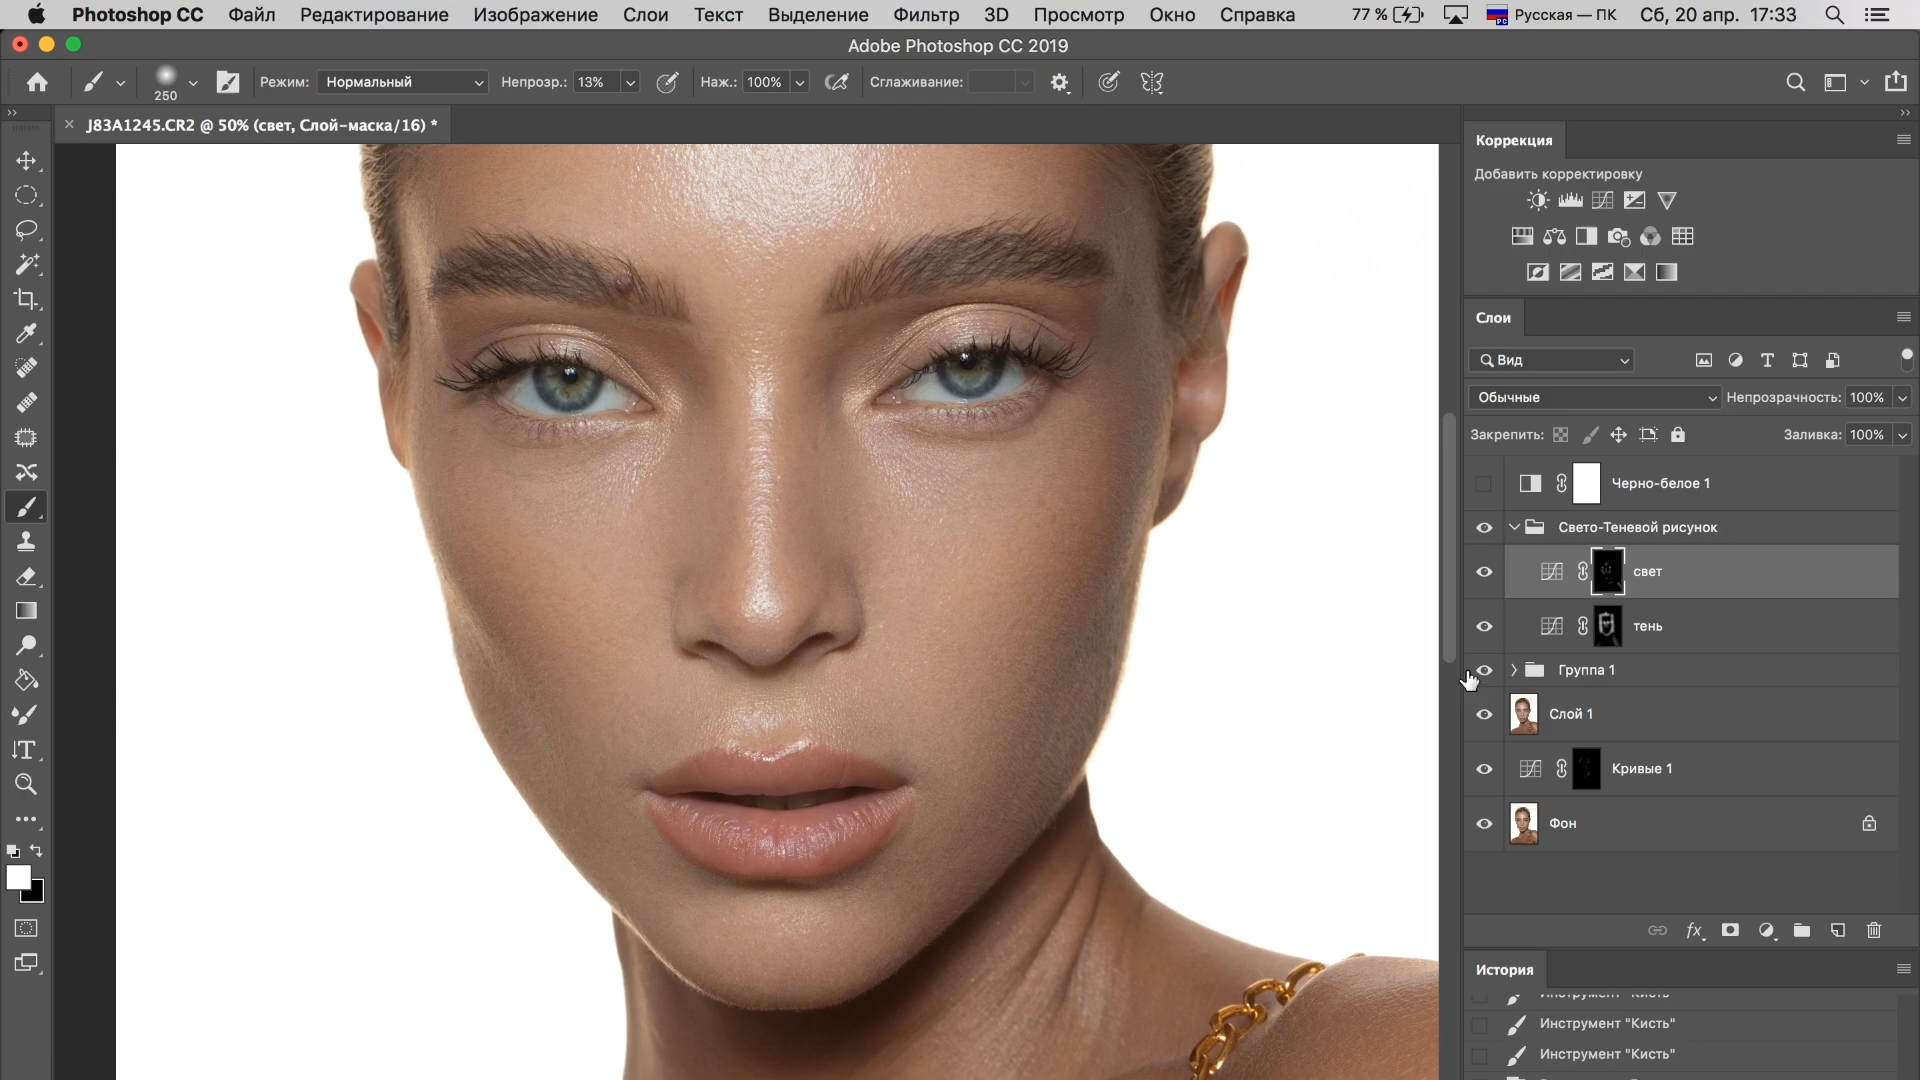 Photoshop CC Файл Редактирование Изображение Слои Текст Выделение Фильтр 3D Просмотр Окно Справка 77 % Русская — ПК Сб, 20 апр. 17:33
Adobe Photoshop CC 2019
250 Режим: Нормальный Непрозр.: 13% Наж.: 100% Сглаживание:
J83A1245.CR2 @ 50% (свет, Слой-маска/16) *
Коррекция
Добавить корректировку
Слои
Вид
Обычные Непрозрачность: 100%
Закрепить: Заливка: 100%
Черно-белое 1
Свето-Теневой рисунок
свет
тень
Группа 1
Слой 1
Кривые 1
Фон
fx
История
Инструмент "Кисть"
Инструмент "Кисть"
Инструмент "Кисть"